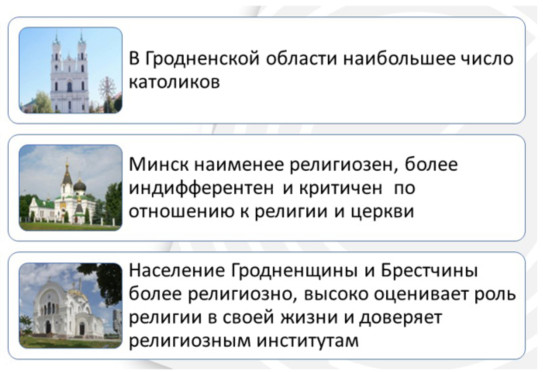 В Гродненской области наибольшее число
католиков
Минск наименее религиозен, более
индифферентен и критичен по
отношению к религии и церкви
Население Гродненщины и Брестчины
более религиозно, высоко оценивает роль
религии в своей жизни и доверяет
религиозным институтам